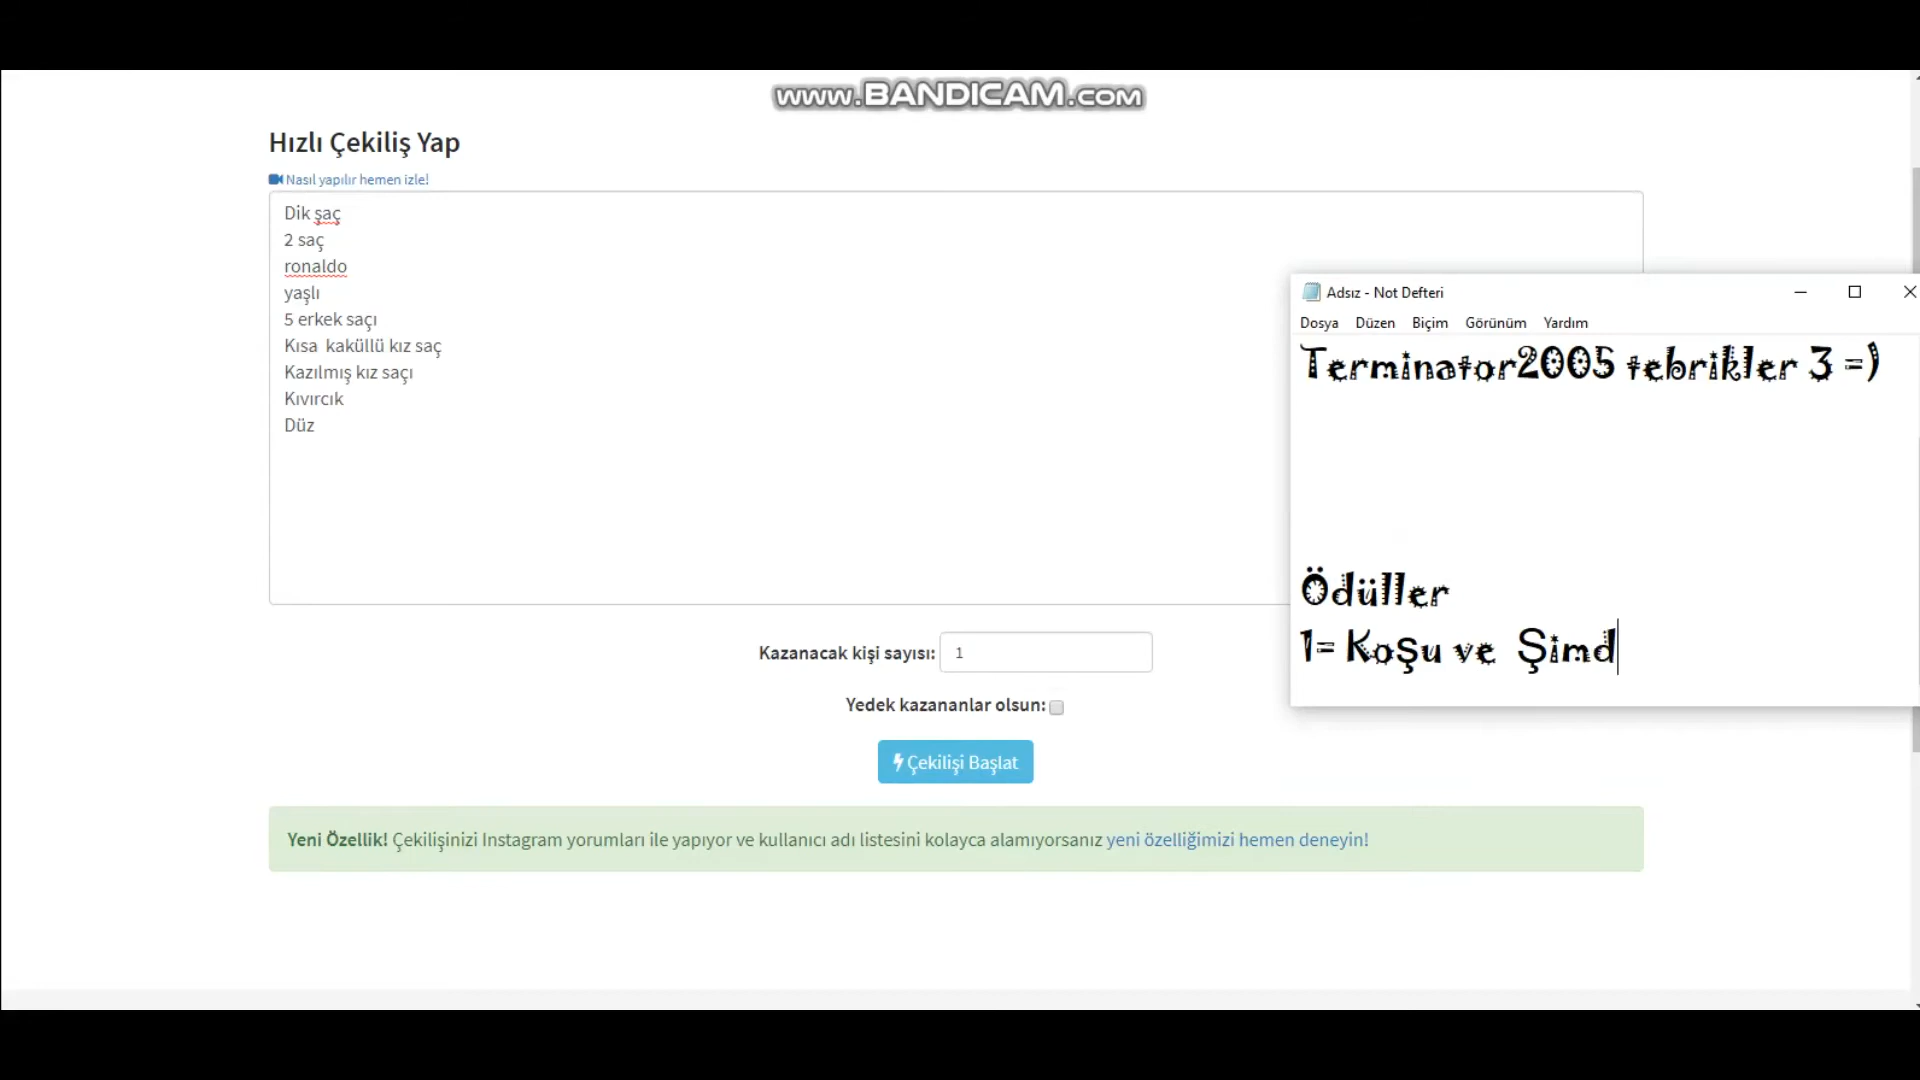 www.BANDICAM.com
Hızlı Çekiliş Yap
Nasıl yapılır hemen izle!
Dik şaç
2 saç
ronaldo
yaşlı
5 erkek saçı
Kısa  kaküllü kız saç
Kazılmış kız saçı
Kıvırcık
Düz
Adsız - Not Defteri
Dosya Düzen Biçim Görünüm Yardım
Terminator2005 tebrikler 3 =)
Ödüller
1= Koşu ve  Şimd
Kazanacak kişi sayısı: 1
Yedek kazananlar olsun:
Çekilişi Başlat
Yeni Özellik! Çekilişinizi Instagram yorumları ile yapıyor ve kullanıcı adı listesini kolayca alamıyorsanız yeni özelliğimizi hemen deneyin!